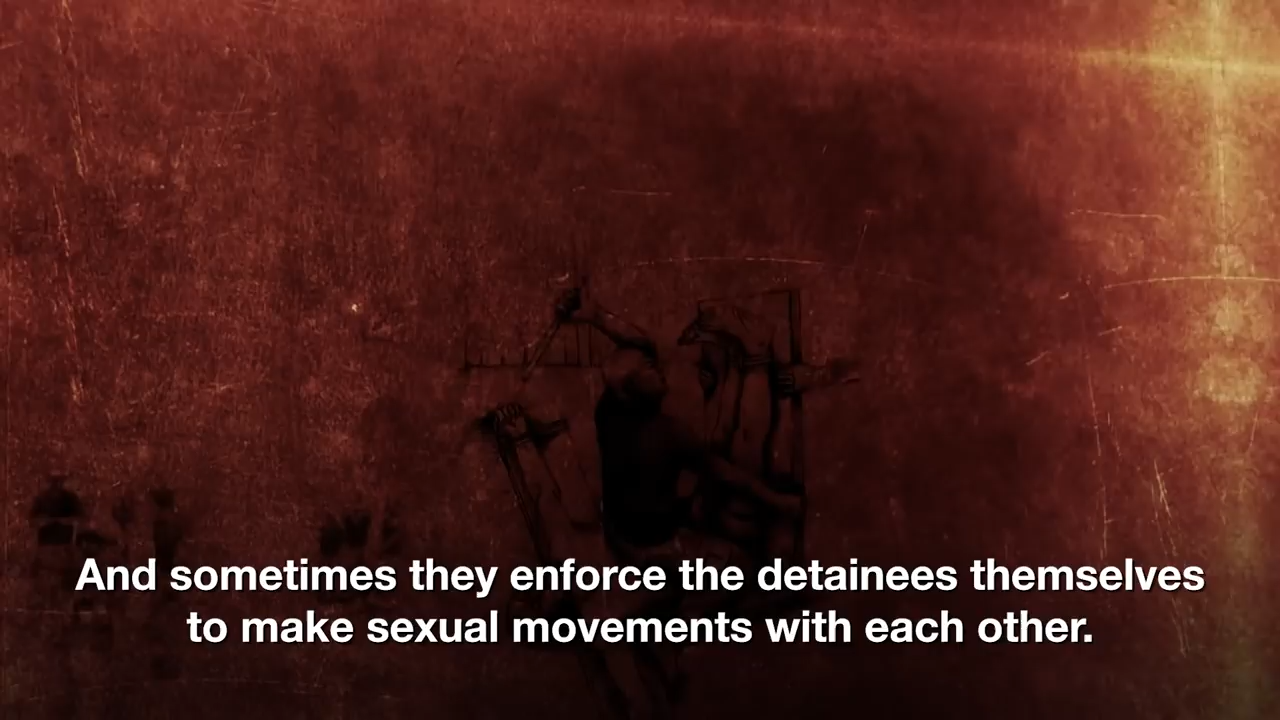 And sometimes they enforce the detainees themselves
to make sexual movements with each other.